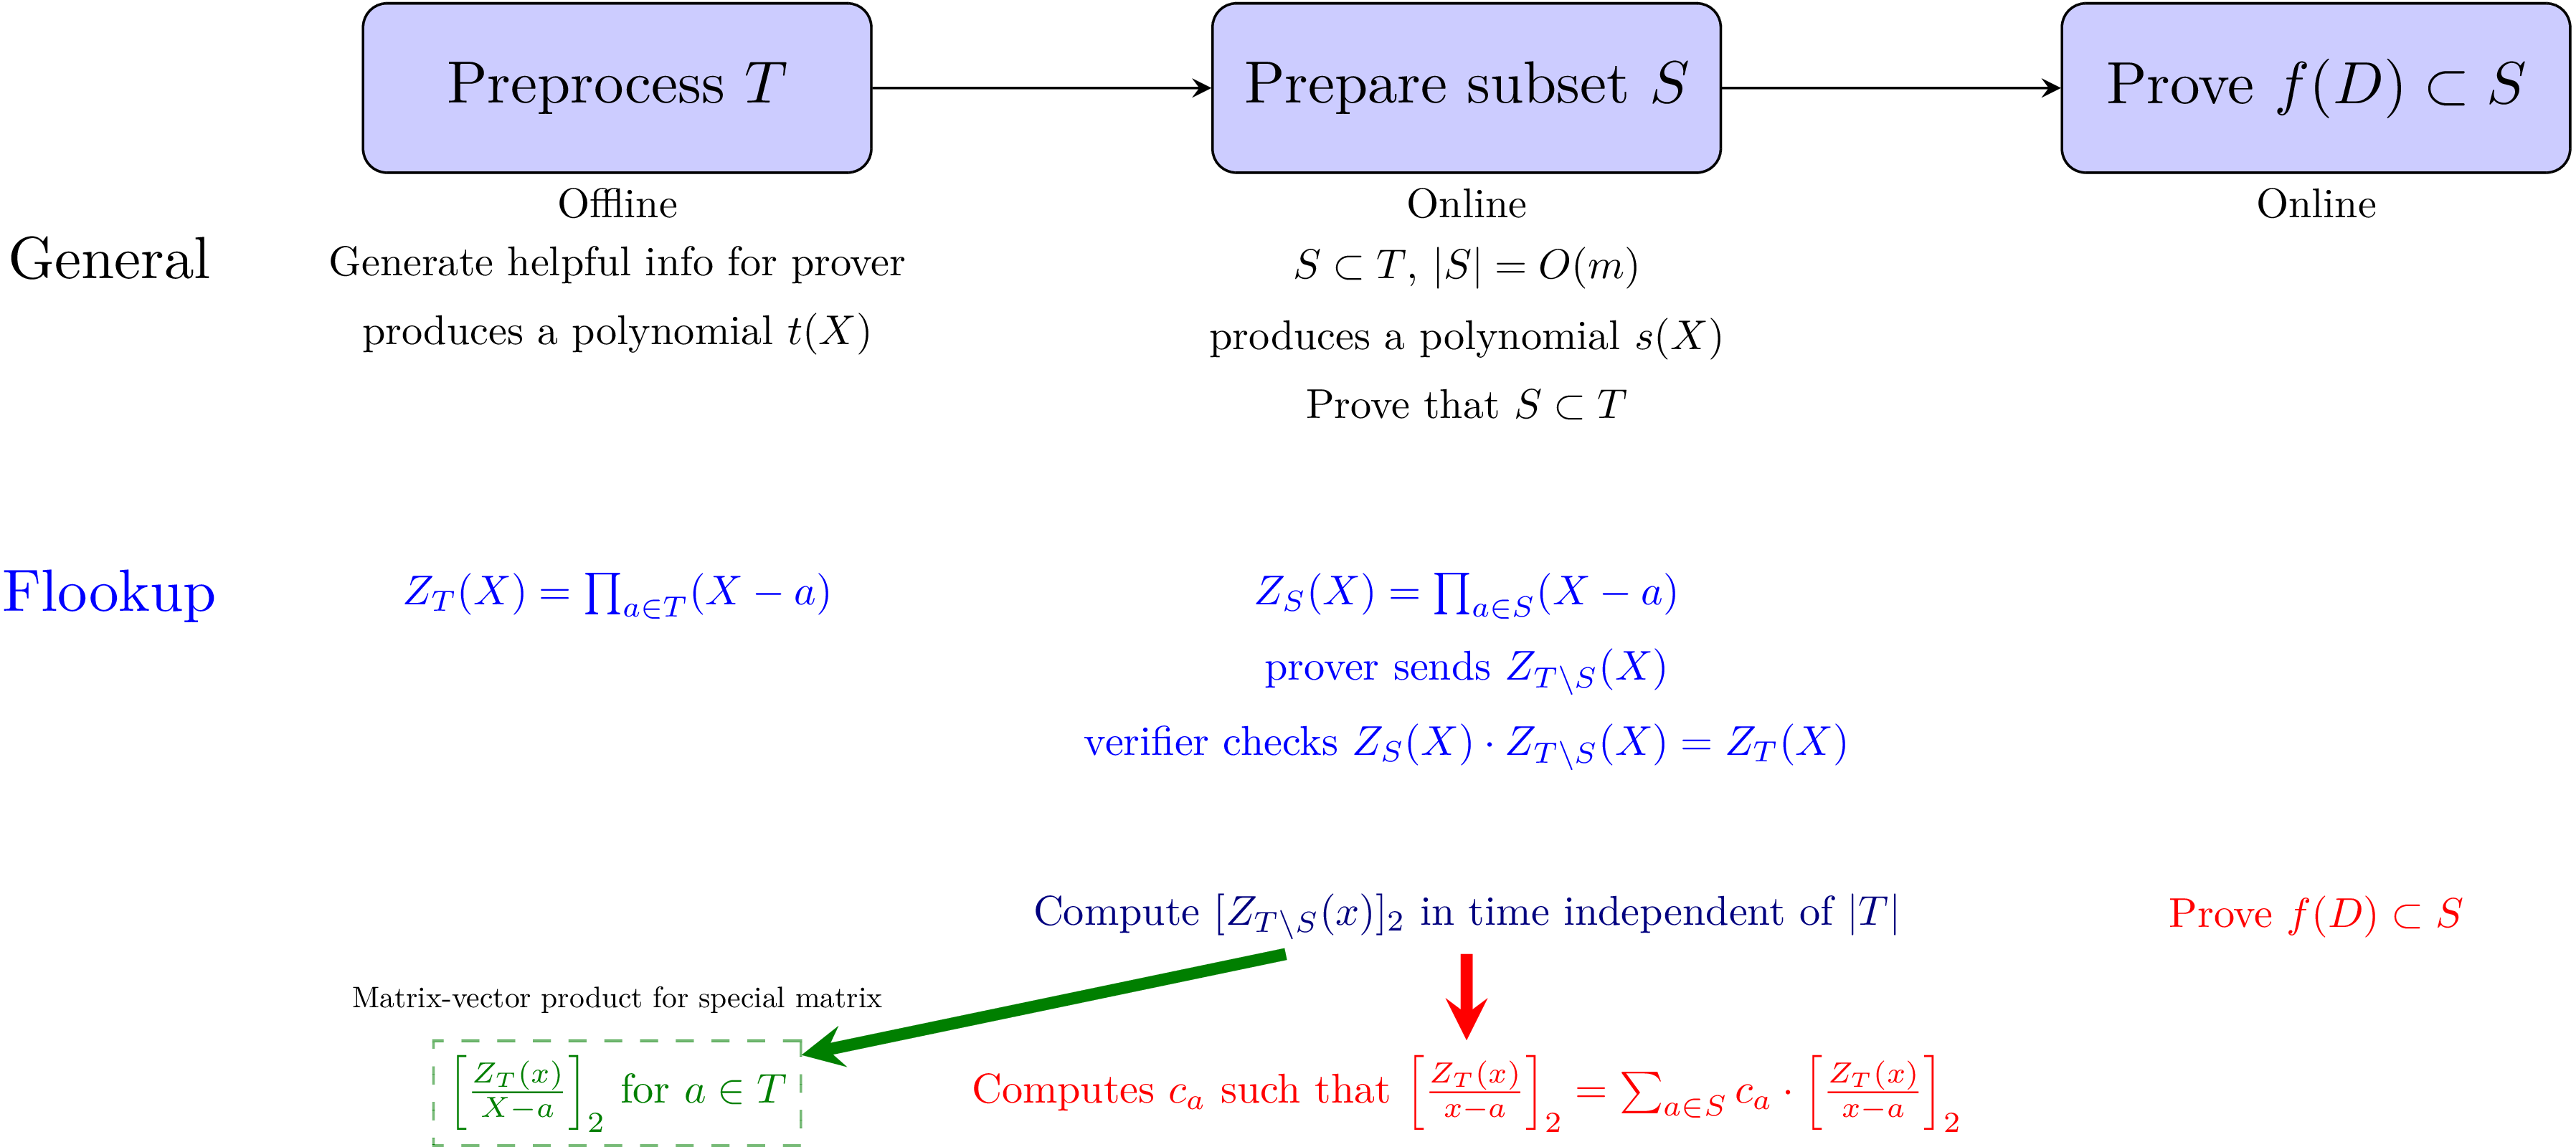 Preprocess $T$
Prepare subset $S$
Prove $f(D) \subset S$
Offline
Online
Online
General
Generate helpful info for prover
$S \subset T$, $|S| = O(m)$
produces a polynomial $t(X)$
produces a polynomial $s(X)$
Prove that $S \subset T$
Flookup
$Z_T(X) = \prod_{a \in T}(X - a)$
$Z_S(X) = \prod_{a \in S}(X - a)$
prover sends $Z_{T \setminus S}(X)$
verifier checks $Z_S(X) \cdot Z_{T \setminus S}(X) = Z_T(X)$
Compute $[Z_{T \setminus S}(x)]_2$ in time independent of $|T|$
Prove $f(D) \subset S$
Matrix-vector product for special matrix
$\left[\frac{Z_T(x)}{X-a}\right]_2$ for $a \in T$
Computes $c_a$ such that $\left[\frac{Z_T(x)}{x-a}\right]_2 = \sum_{a \in S} c_a \cdot \left[\frac{Z_T(x)}{x-a}\right]_2$